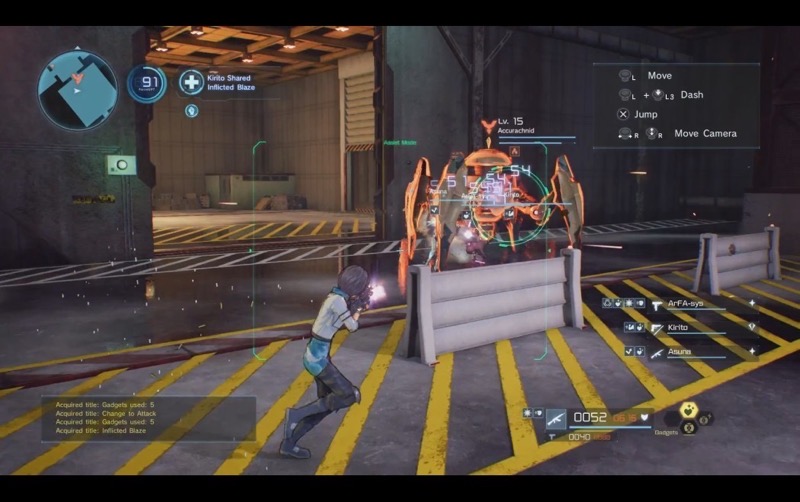 91
Kirito Shared
Inflicted Blaze
L Move
L + L3 Dash
Jump
R R Move Camera
Lv. 15
Accurachnid
Assist Mode
54
ArFA-sys
Kirito
Asuna
Acquired title: Gadgets used: 5
Acquired title: Change to Attack
Acquired title: Gadgets used: 5
Acquired title: Inflicted Blaze
0052
0040
Gadgets